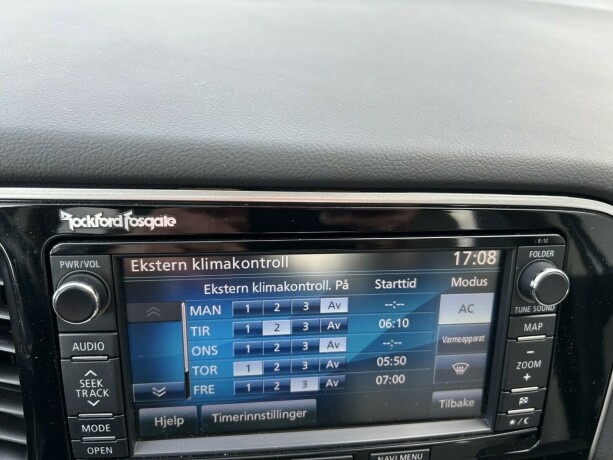 Rockford Fosgate
E-12
PWR/VOL
FOLDER
Ekstern klimakontroll 17:08
Ekstern klimakontroll. På Starttid Modus
MAN 1 2 3 Av --:-- AC
TUNE SOUND
TIR 1 2 3 Av 06:10
AUDIO
MAP
ONS 1 2 3 Av --:-- Varmeapparat
SEEK
TRACK
TOR 1 2 3 Av 05:50
− ZOOM +
FRE 1 2 3 Av 07:00
MODE
Hjelp Timerinnstillinger Tilbake
OPEN
NAVI MENU